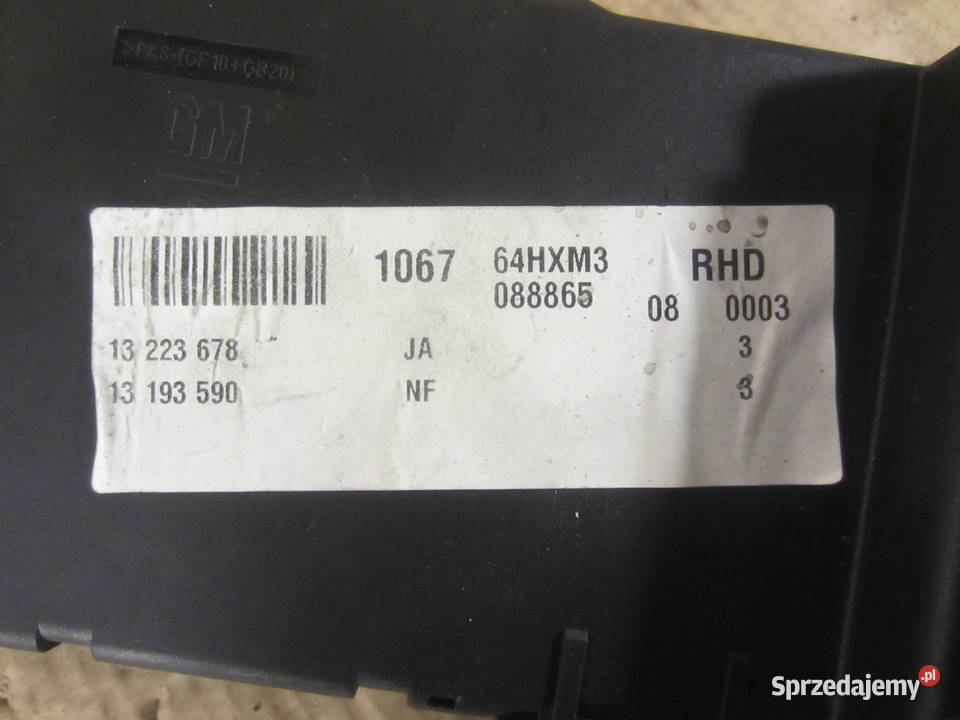 >PA6-(GF10+GB20)<
GM
1067 64HXM3 RHD
088865 08 0003
13 223 678 JA 3
13 193 590 NF 3
Sprzedajemy.pl